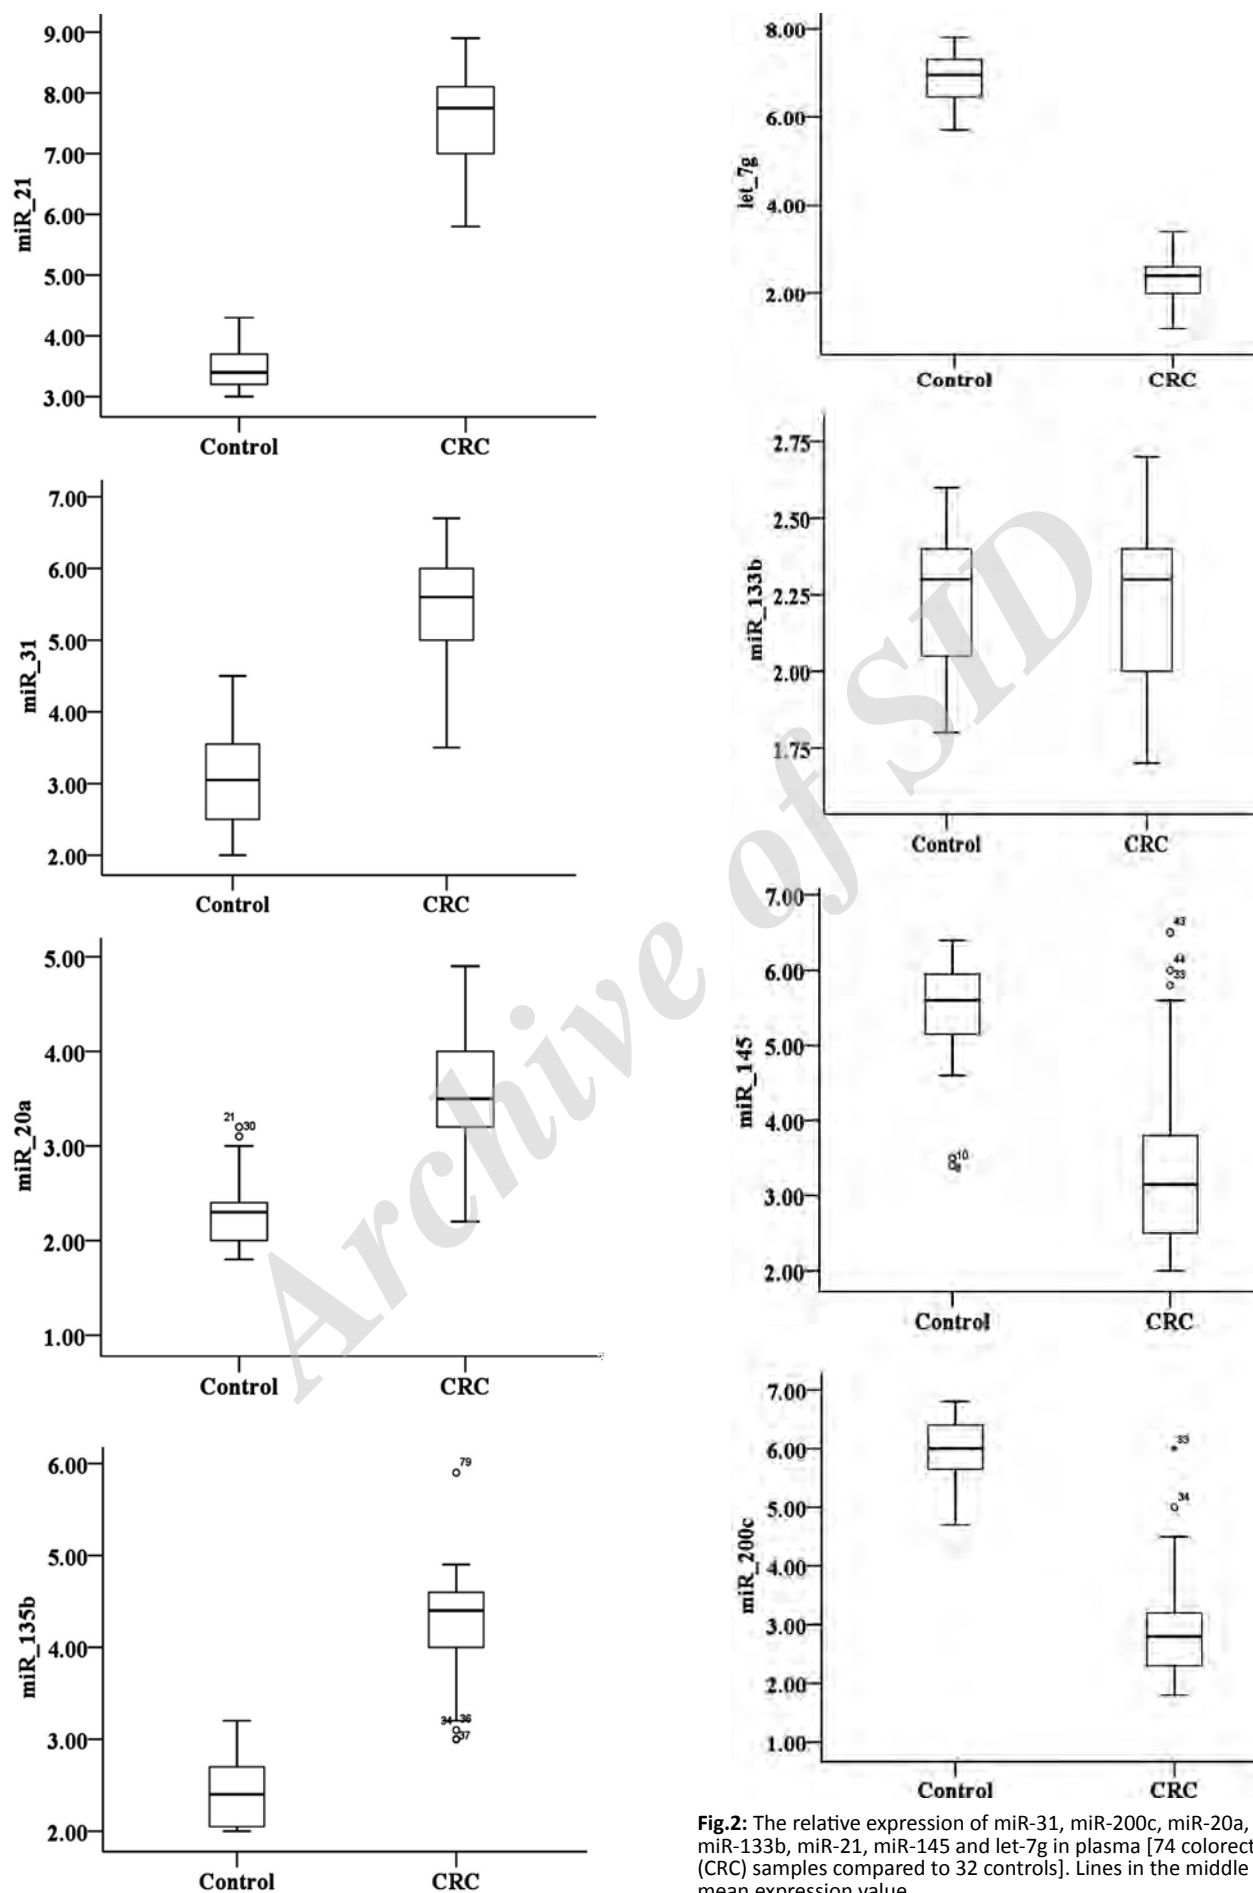 9.00
8.00
7.00
6.00
5.00
4.00
3.00
miR_21
Control CRC
7.00
6.00
5.00
4.00
3.00
2.00
miR_31
Control CRC
5.00
4.00
3.00
2.00
1.00
miR_20a
21
30
Control CRC
6.00
5.00
4.00
3.00
2.00
miR_135b
79
34 36
37
Control CRC
8.00
6.00
4.00
2.00
let_7g
Control CRC
2.75
2.50
2.25
2.00
1.75
miR_133b
Control CRC
7.00
6.00
5.00
4.00
3.00
2.00
miR_145
10
8
43
44
33
Control CRC
7.00
6.00
5.00
4.00
3.00
2.00
1.00
miR_200c
33
34
Control CRC
Fig.2: The relative expression of miR-31, miR-200c, miR-20a,
miR-133b, miR-21, miR-145 and let-7g in plasma [74 colorect
(CRC) samples compared to 32 controls]. Lines in the middle
mean expression value
Archive of SID